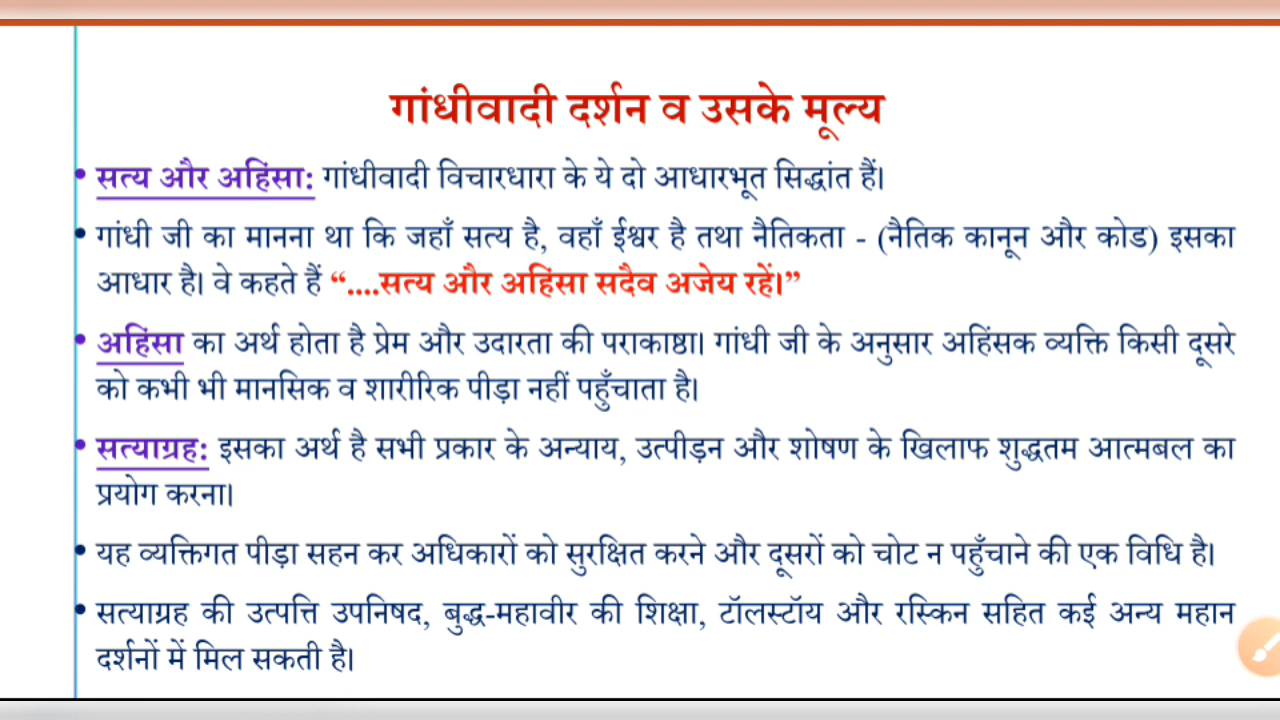 गांधीवादी दर्शन व उसके मूल्य
• सत्य और अहिंसा: गांधीवादी विचारधारा के ये दो आधारभूत सिद्धांत हैं।
• गांधी जी का मानना था कि जहाँ सत्य है, वहाँ ईश्वर है तथा नैतिकता - (नैतिक कानून और कोड) इसका
आधार है। वे कहते हैं “....सत्य और अहिंसा सदैव अजेय रहें।”
• अहिंसा का अर्थ होता है प्रेम और उदारता की पराकाष्ठा। गांधी जी के अनुसार अहिंसक व्यक्ति किसी दूसरे
को कभी भी मानसिक व शारीरिक पीड़ा नहीं पहुँचाता है।
• सत्याग्रह: इसका अर्थ है सभी प्रकार के अन्याय, उत्पीड़न और शोषण के खिलाफ शुद्धतम आत्मबल का
प्रयोग करना।
• यह व्यक्तिगत पीड़ा सहन कर अधिकारों को सुरक्षित करने और दूसरों को चोट न पहुँचाने की एक विधि है।
• सत्याग्रह की उत्पत्ति उपनिषद, बुद्ध-महावीर की शिक्षा, टॉलस्टॉय और रस्किन सहित कई अन्य महान
दर्शनों में मिल सकती है।